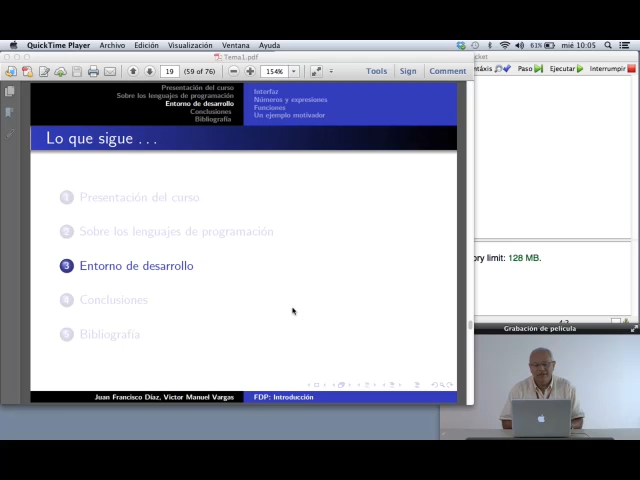 QuickTime Player Archivo Edición Visualización Ventana Ayuda 61% mié 10:05
Tema1.pdf
19 (59 of 76) 154% Tools Sign Comment
Paso Ejecutar Interrumpir
Presentación del curso
Sobre los lenguajes de programación
Entorno de desarrollo
Conclusiones
Bibliografía
Interfaz
Números y expresiones
Funciones
Un ejemplo motivador
Lo que sigue ...
1 Presentación del curso
2 Sobre los lenguajes de programación
3 Entorno de desarrollo
4 Conclusiones
5 Bibliografía
ory limit: 128 MB.
Grabación de película
Juan Francisco Díaz, Victor Manuel Vargas FDP: Introducción